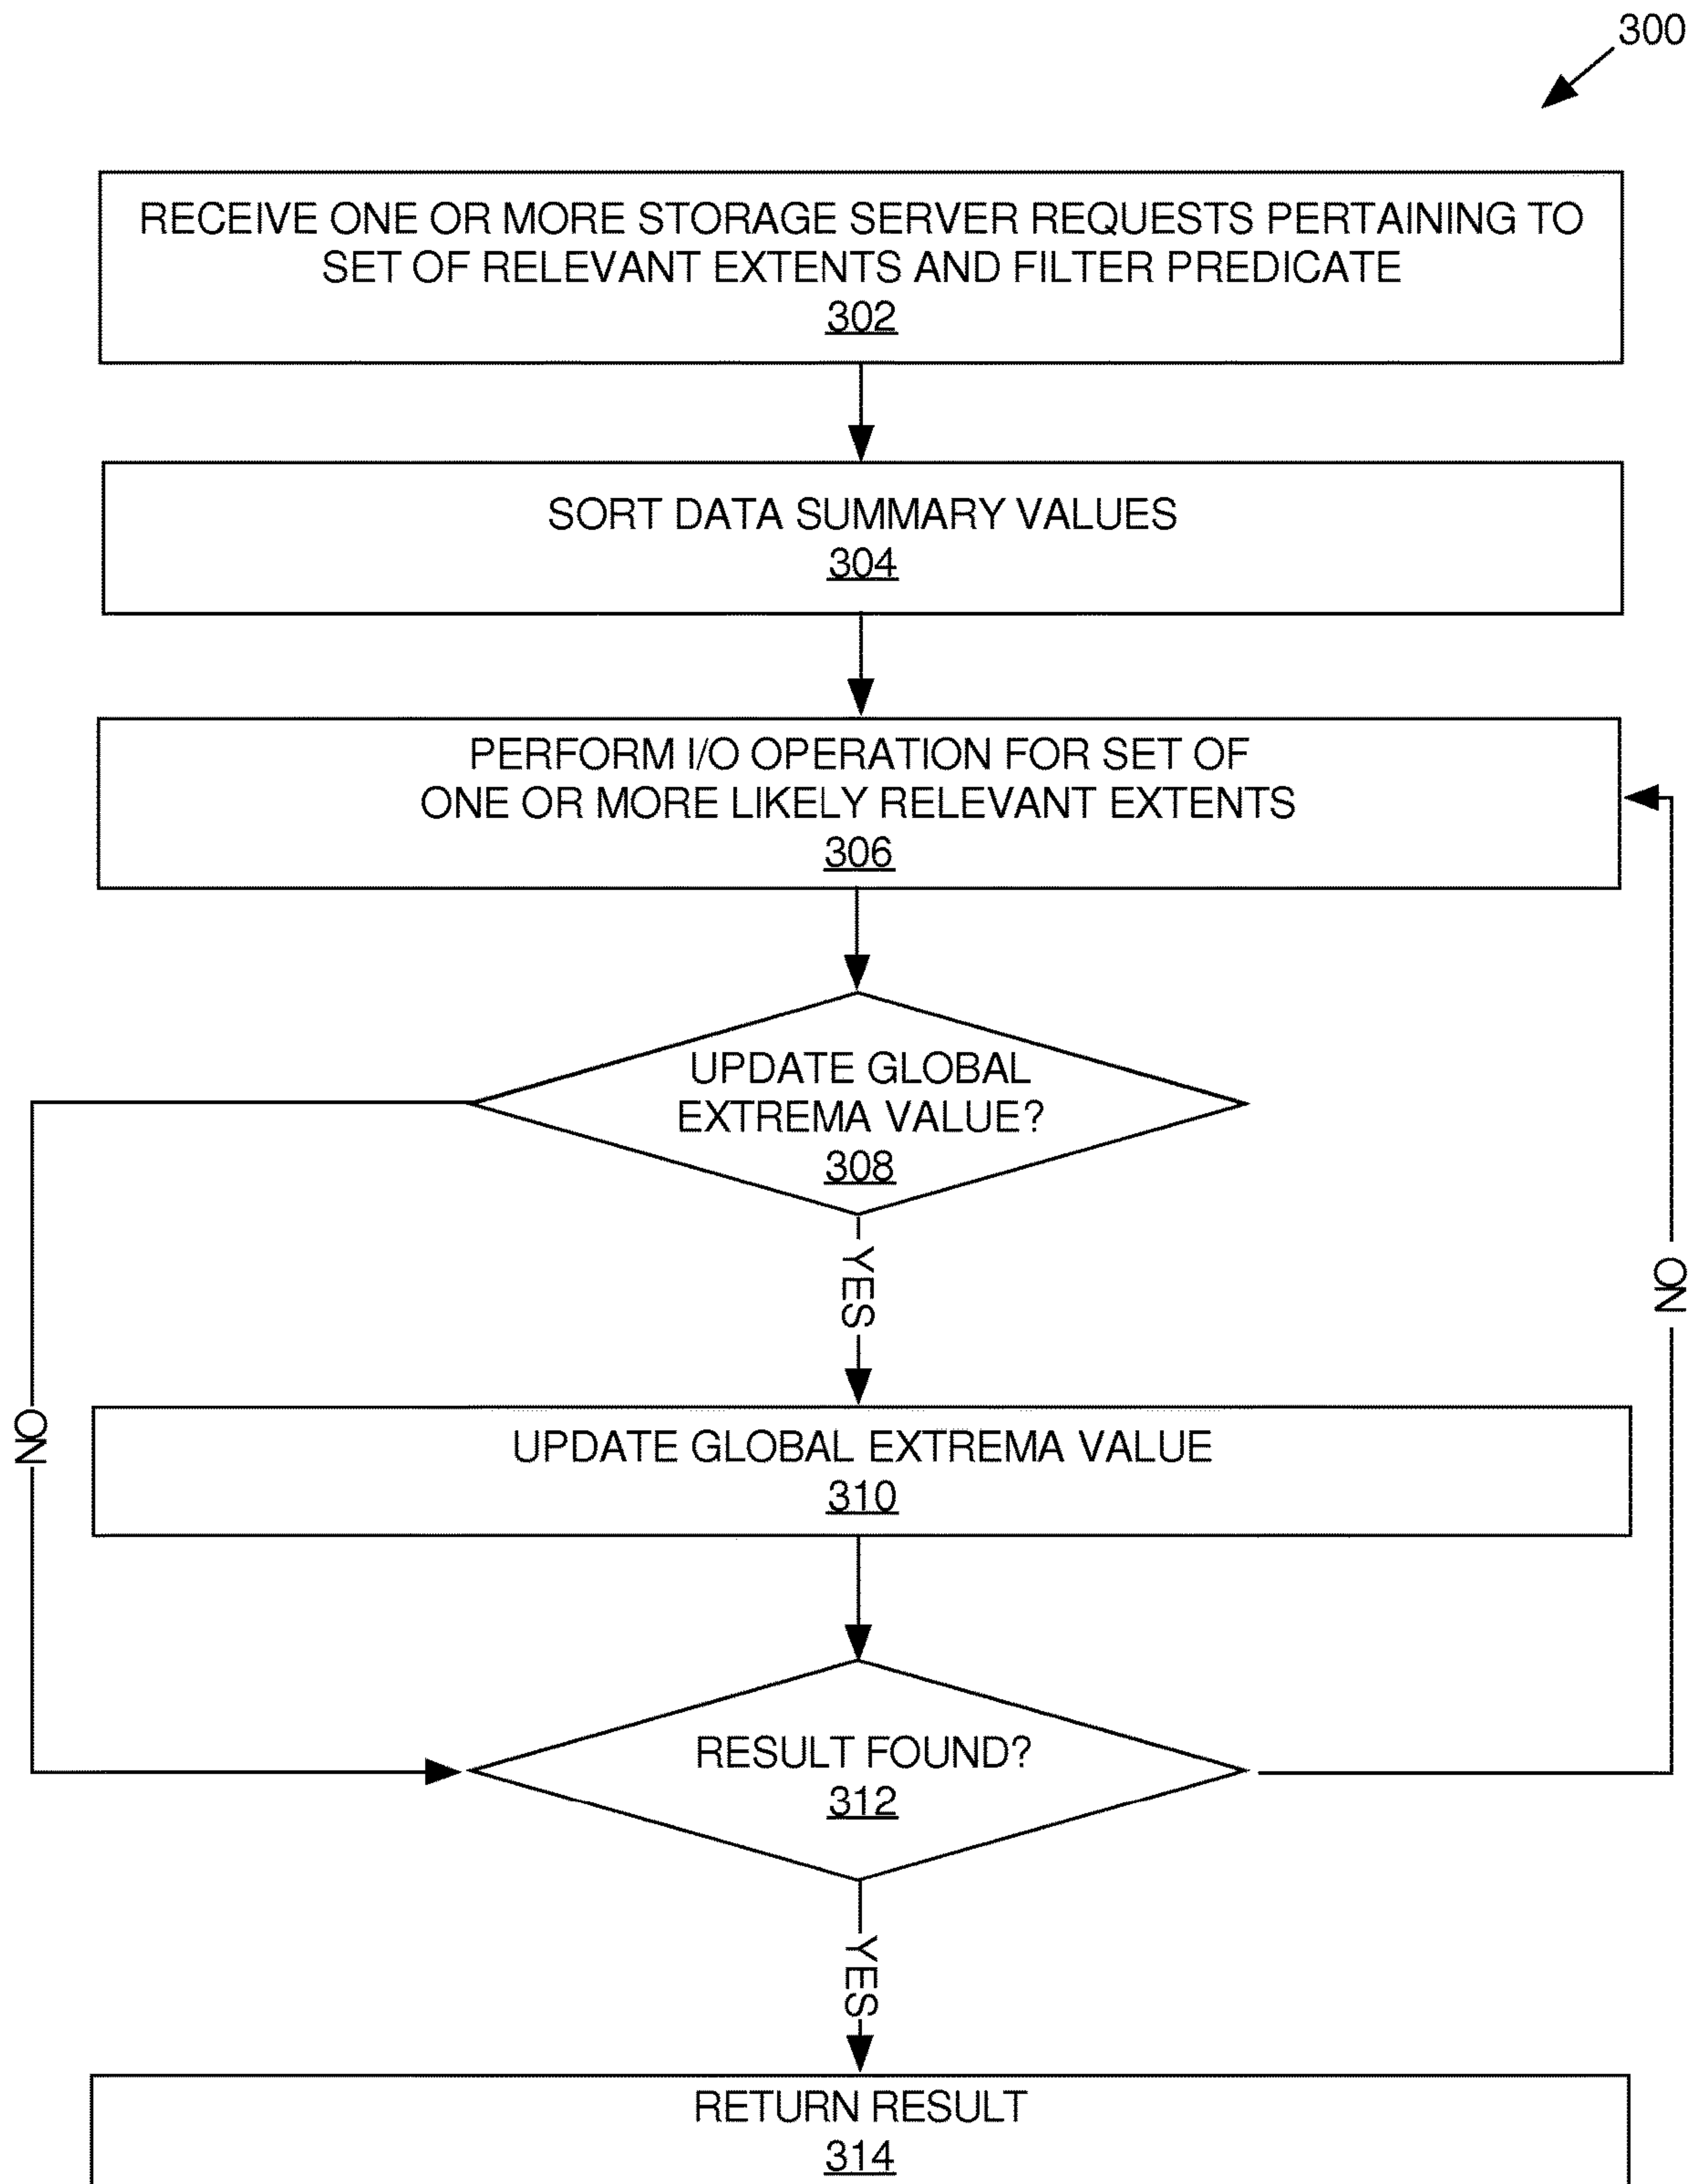 300
RECEIVE ONE OR MORE STORAGE SERVER REQUESTS PERTAINING TO
SET OF RELEVANT EXTENTS AND FILTER PREDICATE
302
SORT DATA SUMMARY VALUES
304
PERFORM I/O OPERATION FOR SET OF
ONE OR MORE LIKELY RELEVANT EXTENTS
306
UPDATE GLOBAL
EXTREMA VALUE?
308
YES
NO
NO
UPDATE GLOBAL EXTREMA VALUE
310
RESULT FOUND?
312
YES
RETURN RESULT
314